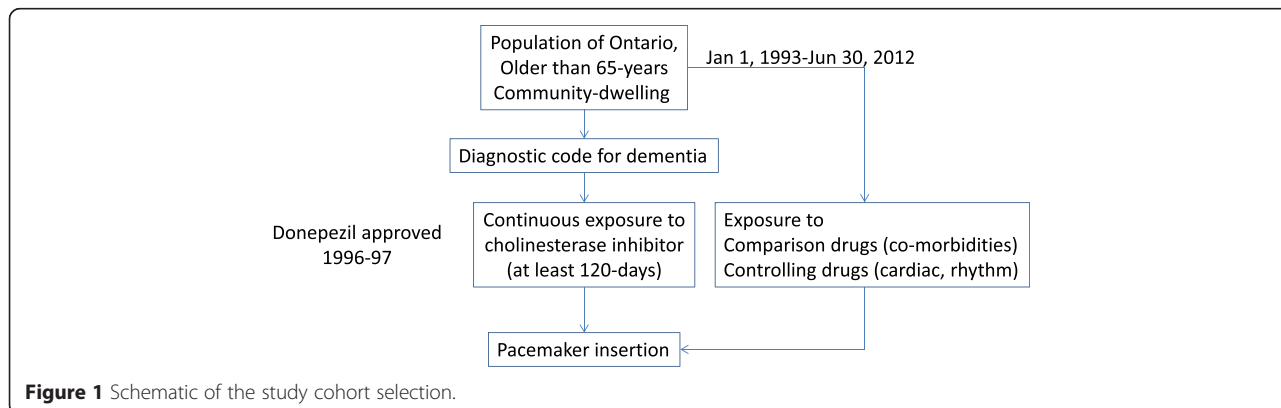 Population of Ontario,
Older than 65-years
Community-dwelling
Jan 1, 1993-Jun 30, 2012
Diagnostic code for dementia
Donepezil approved
1996-97
Continuous exposure to
cholinesterase inhibitor
(at least 120-days)
Exposure to
Comparison drugs (co-morbidities)
Controlling drugs (cardiac, rhythm)
Pacemaker insertion
Figure 1 Schematic of the study cohort selection.